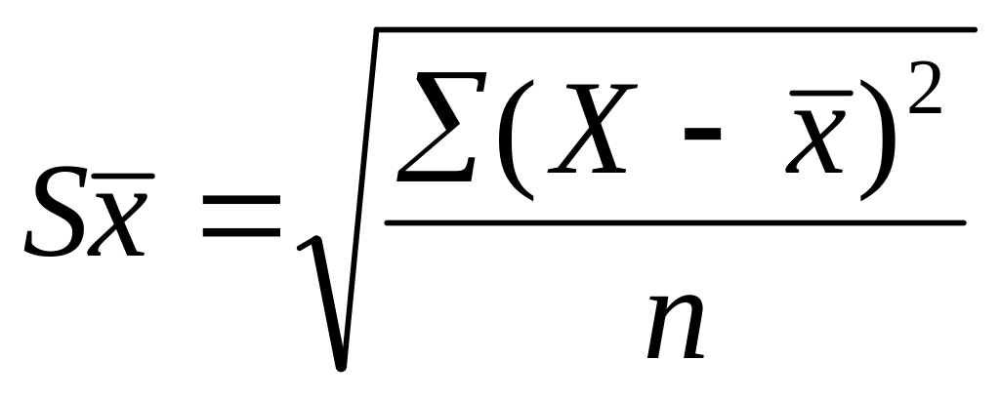 Sx̅ = √(Σ(X - x̅)² / n)